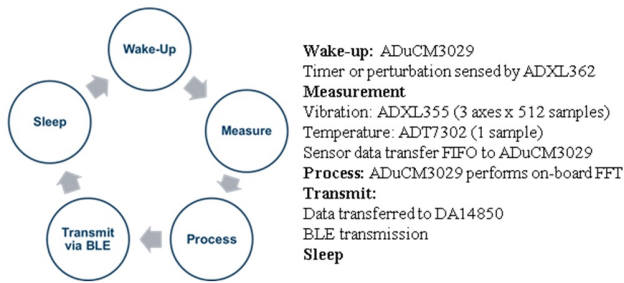 Wake-Up
Measure
Process
Transmit
via BLE
Sleep
Wake-up: ADuCM3029
Timer or perturbation sensed by ADXL362
Measurement
Vibration: ADXL355 (3 axes x 512 samples)
Temperature: ADT7302 (1 sample)
Sensor data transfer FIFO to ADuCM3029
Process: ADuCM3029 performs on-board FFT
Transmit:
Data transferred to DA14850
BLE transmission
Sleep